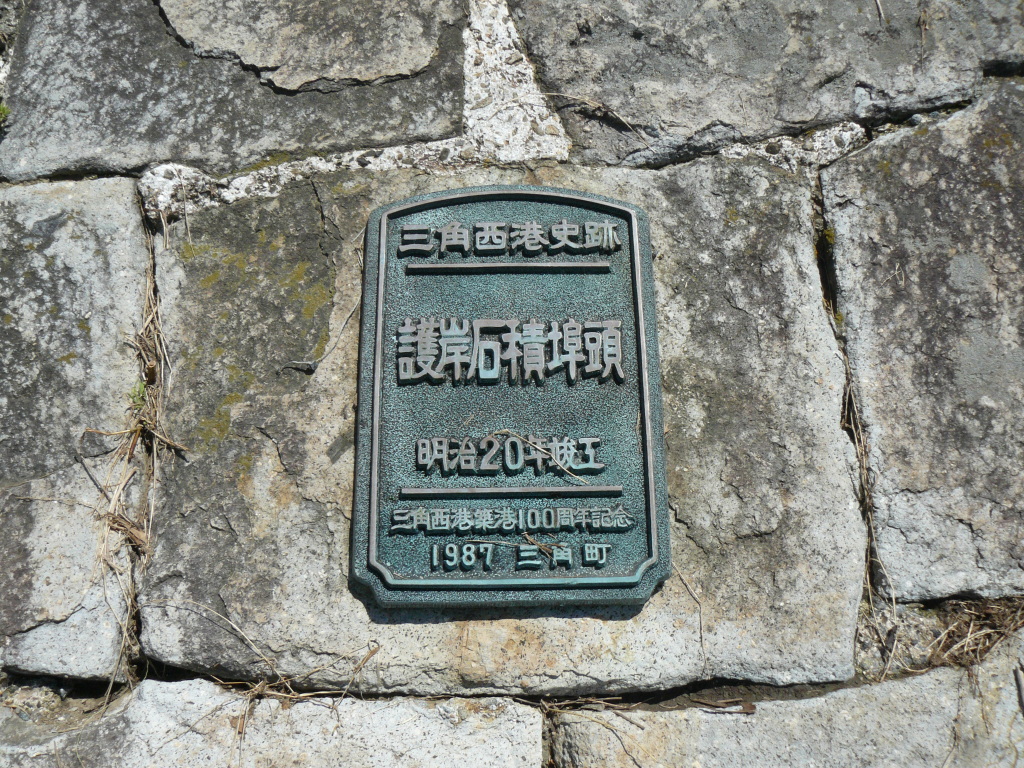 三角西港史跡
護岸石積埠頭
明治20年竣工
三角西港築港100周年記念
1987 三角町